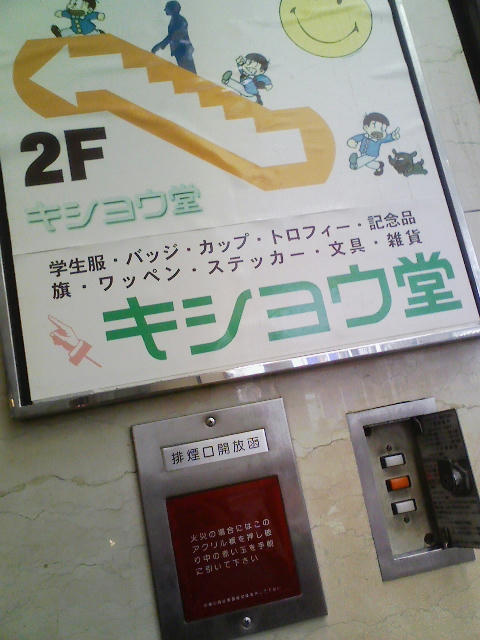 2F
キショウ堂
学生服・バッジ・カップ・トロフィー・記念品
旗・ワッペン・ステッカー・文具・雑貨
キショウ堂
排煙口開放函
火災の場合にはこの
アクリル板を押し破
り中の赤い玉を手前
に引いて下さい